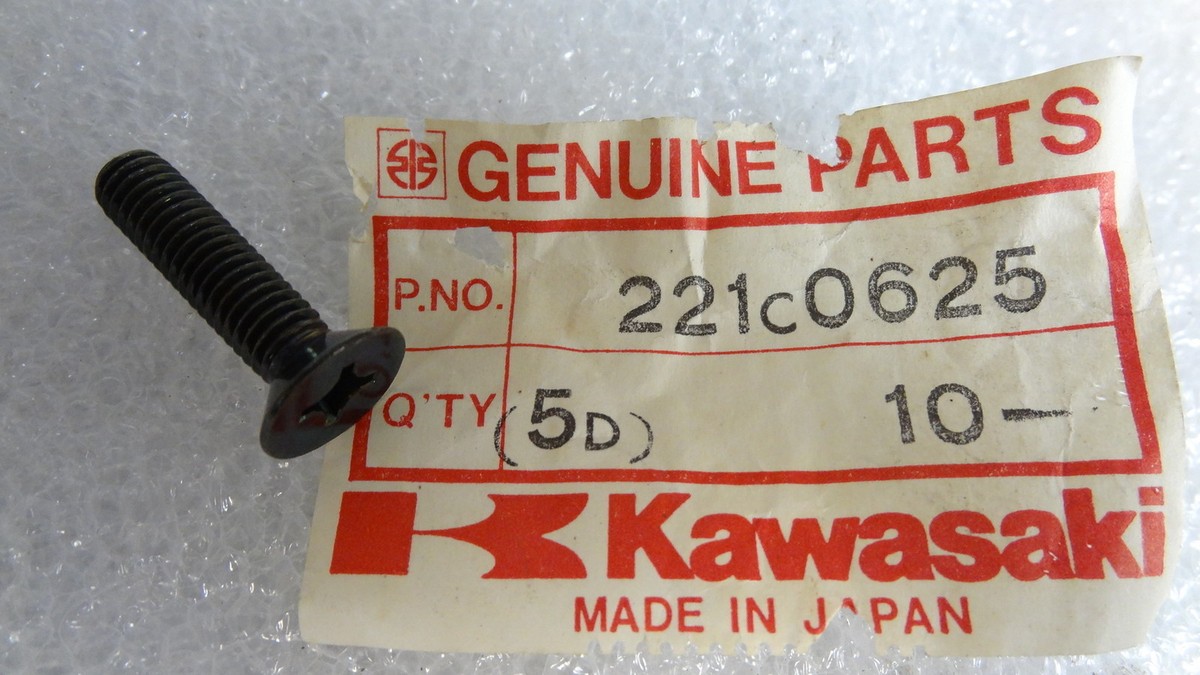 GENUINE PARTS
P.NO. 221C0625
Q'TY (5D) 10-
Kawasaki
MADE IN JAPAN